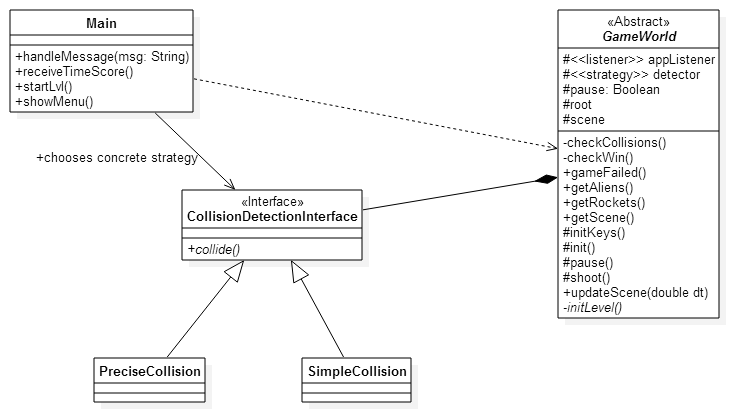 Main
+handleMessage(msg: String)
+receiveTimeScore()
+startLvl()
+showMenu()
«Abstract»
GameWorld
#<<listener>> appListener
#<<strategy>> detector
#pause: Boolean
#root
#scene
-checkCollisions()
-checkWin()
+gameFailed()
+getAliens()
+getRockets()
+getScene()
#initKeys()
#init()
#pause()
#shoot()
+updateScene(double dt)
-initLevel()
+chooses concrete strategy
«Interface»
CollisionDetectionInterface
+collide()
PreciseCollision
SimpleCollision